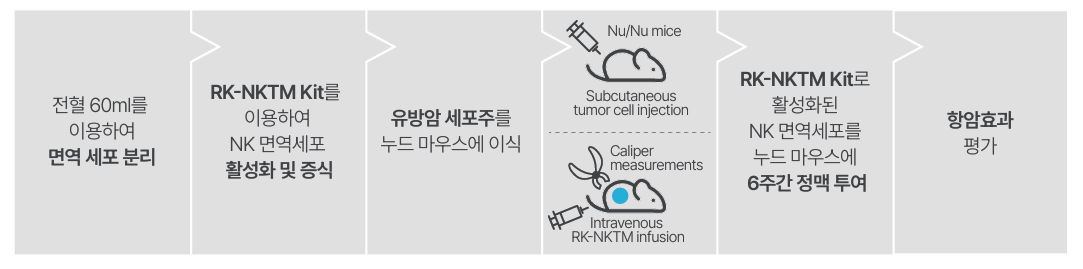 전혈 60ml를
이용하여
면역 세포 분리
RK-NKTM Kit를
이용하여
NK 면역세포
활성화 및 증식
유방암 세포주를
누드 마우스에 이식
Nu/Nu mice
Subcutaneous
tumor cell injection
Caliper
measurements
Intravenous
RK-NKTM infusion
RK-NKTM Kit로
활성화된
NK 면역세포를
누드 마우스에
6주간 정맥 투여
항암효과
평가